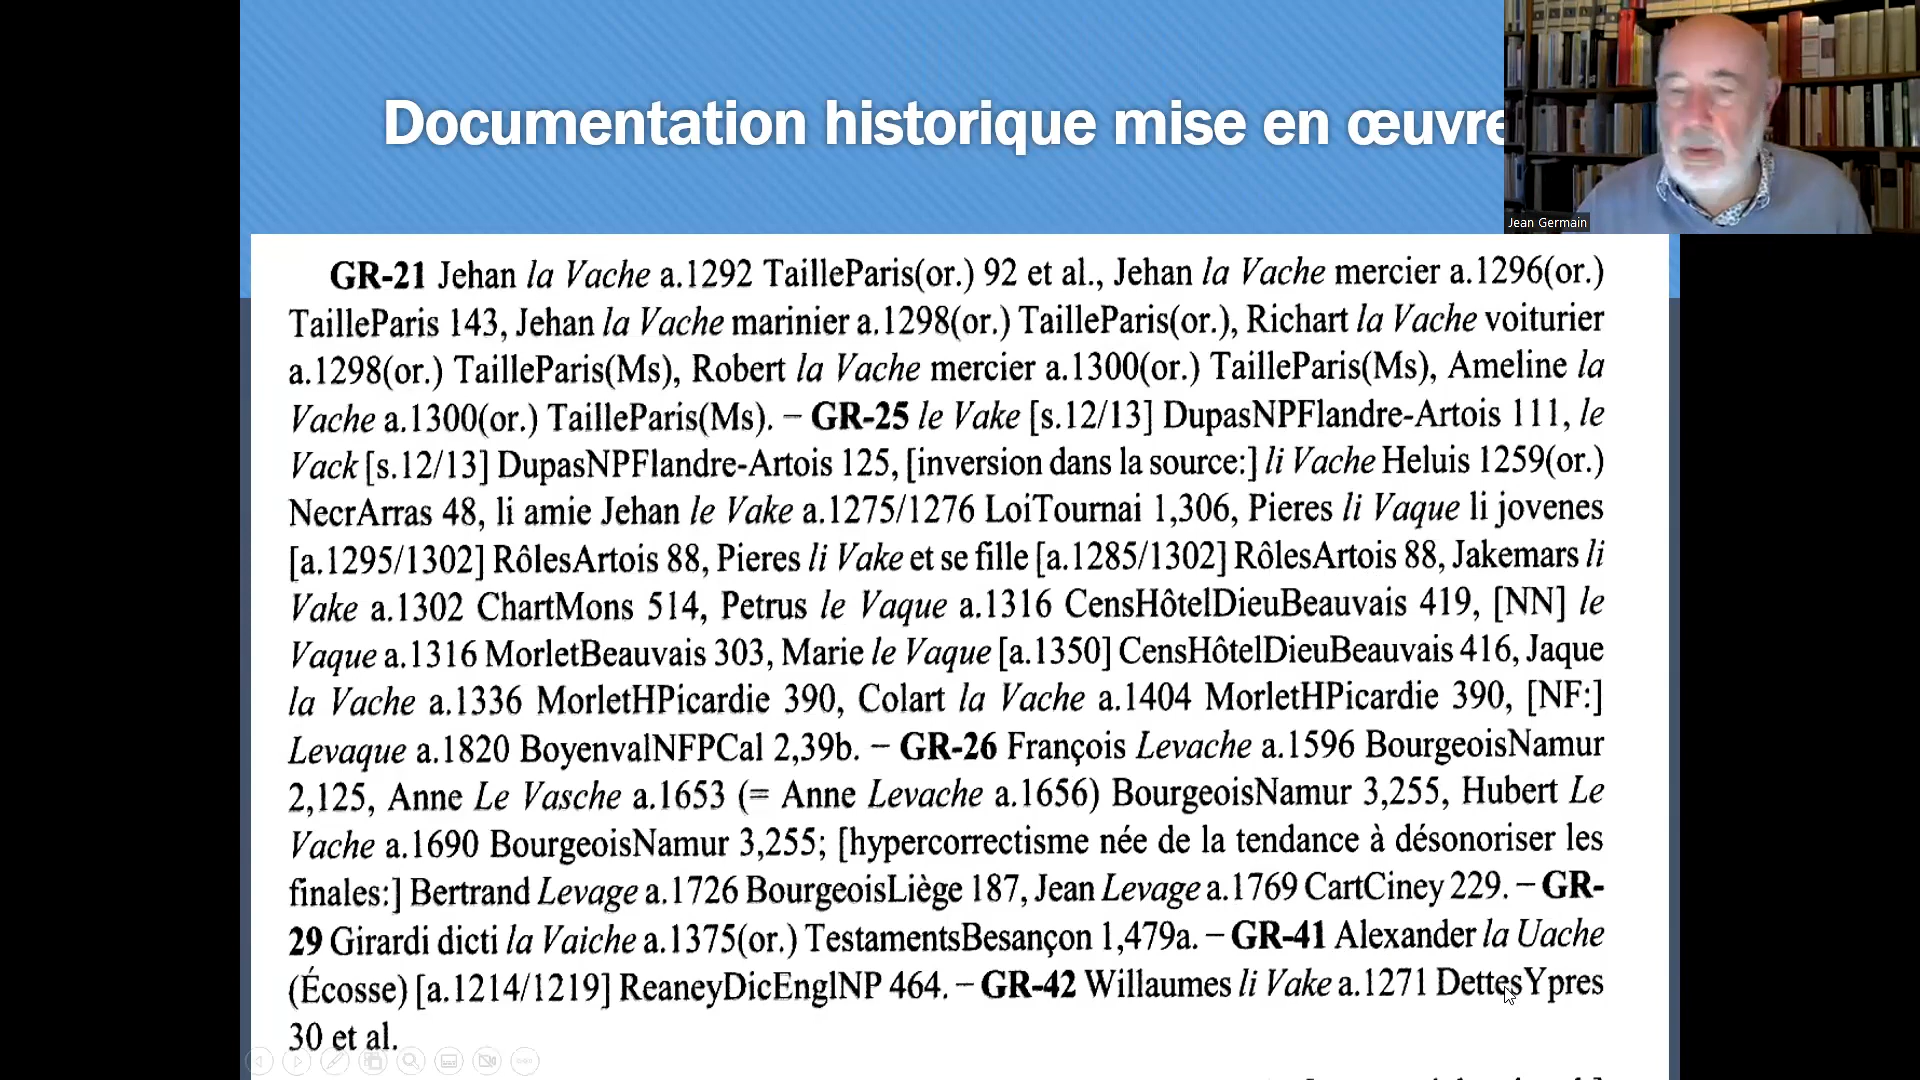 Documentation historique mise en œuvre
Jean Germain
GR-21 Jehan la Vache a.1292 TailleParis(or.) 92 et al., Jehan la Vache mercier a.1296(or.)
TailleParis 143, Jehan la Vache marinier a.1298(or.) TailleParis(or.), Richart la Vache voiturier
a.1298(or.) TailleParis(Ms), Robert la Vache mercier a.1300(or.) TailleParis(Ms), Ameline la
Vache a.1300(or.) TailleParis(Ms). – GR-25 le Vake [s.12/13] DupasNPFlandre-Artois 111, le
Vack [s.12/13] DupasNPFlandre-Artois 125, [inversion dans la source:] li Vache Heluis 1259(or.)
NecrArras 48, li amie Jehan le Vake a.1275/1276 LoiTournai 1,306, Pieres li Vaque li jovenes
[a.1295/1302] RôlesArtois 88, Pieres li Vake et se fille [a.1285/1302] RôlesArtois 88, Jakemars li
Vake a.1302 ChartMons 514, Petrus le Vaque a.1316 CensHôtelDieuBeauvais 419, [NN] le
Vaque a.1316 MorletBeauvais 303, Marie le Vaque [a.1350] CensHôtelDieuBeauvais 416, Jaque
la Vache a.1336 MorletHPicardie 390, Colart la Vache a.1404 MorletHPicardie 390, [NF:]
Levaque a.1820 BoyenvalNFPCal 2,39b. – GR-26 François Levache a.1596 BourgeoisNamur
2,125, Anne Le Vasche a.1653 (= Anne Levache a.1656) BourgeoisNamur 3,255, Hubert Le
Vache a.1690 BourgeoisNamur 3,255; [hypercorrectisme née de la tendance à désonoriser les
finales:] Bertrand Levage a.1726 BourgeoisLiège 187, Jean Levage a.1769 CartCiney 229. – GR-
29 Girardi dicti la Vaiche a.1375(or.) TestamentsBesançon 1,479a. – GR-41 Alexander la Uache
(Écosse) [a.1214/1219] ReaneyDicEnglNP 464. – GR-42 Willaumes li Vake a.1271 DettesYpres
30 et al.